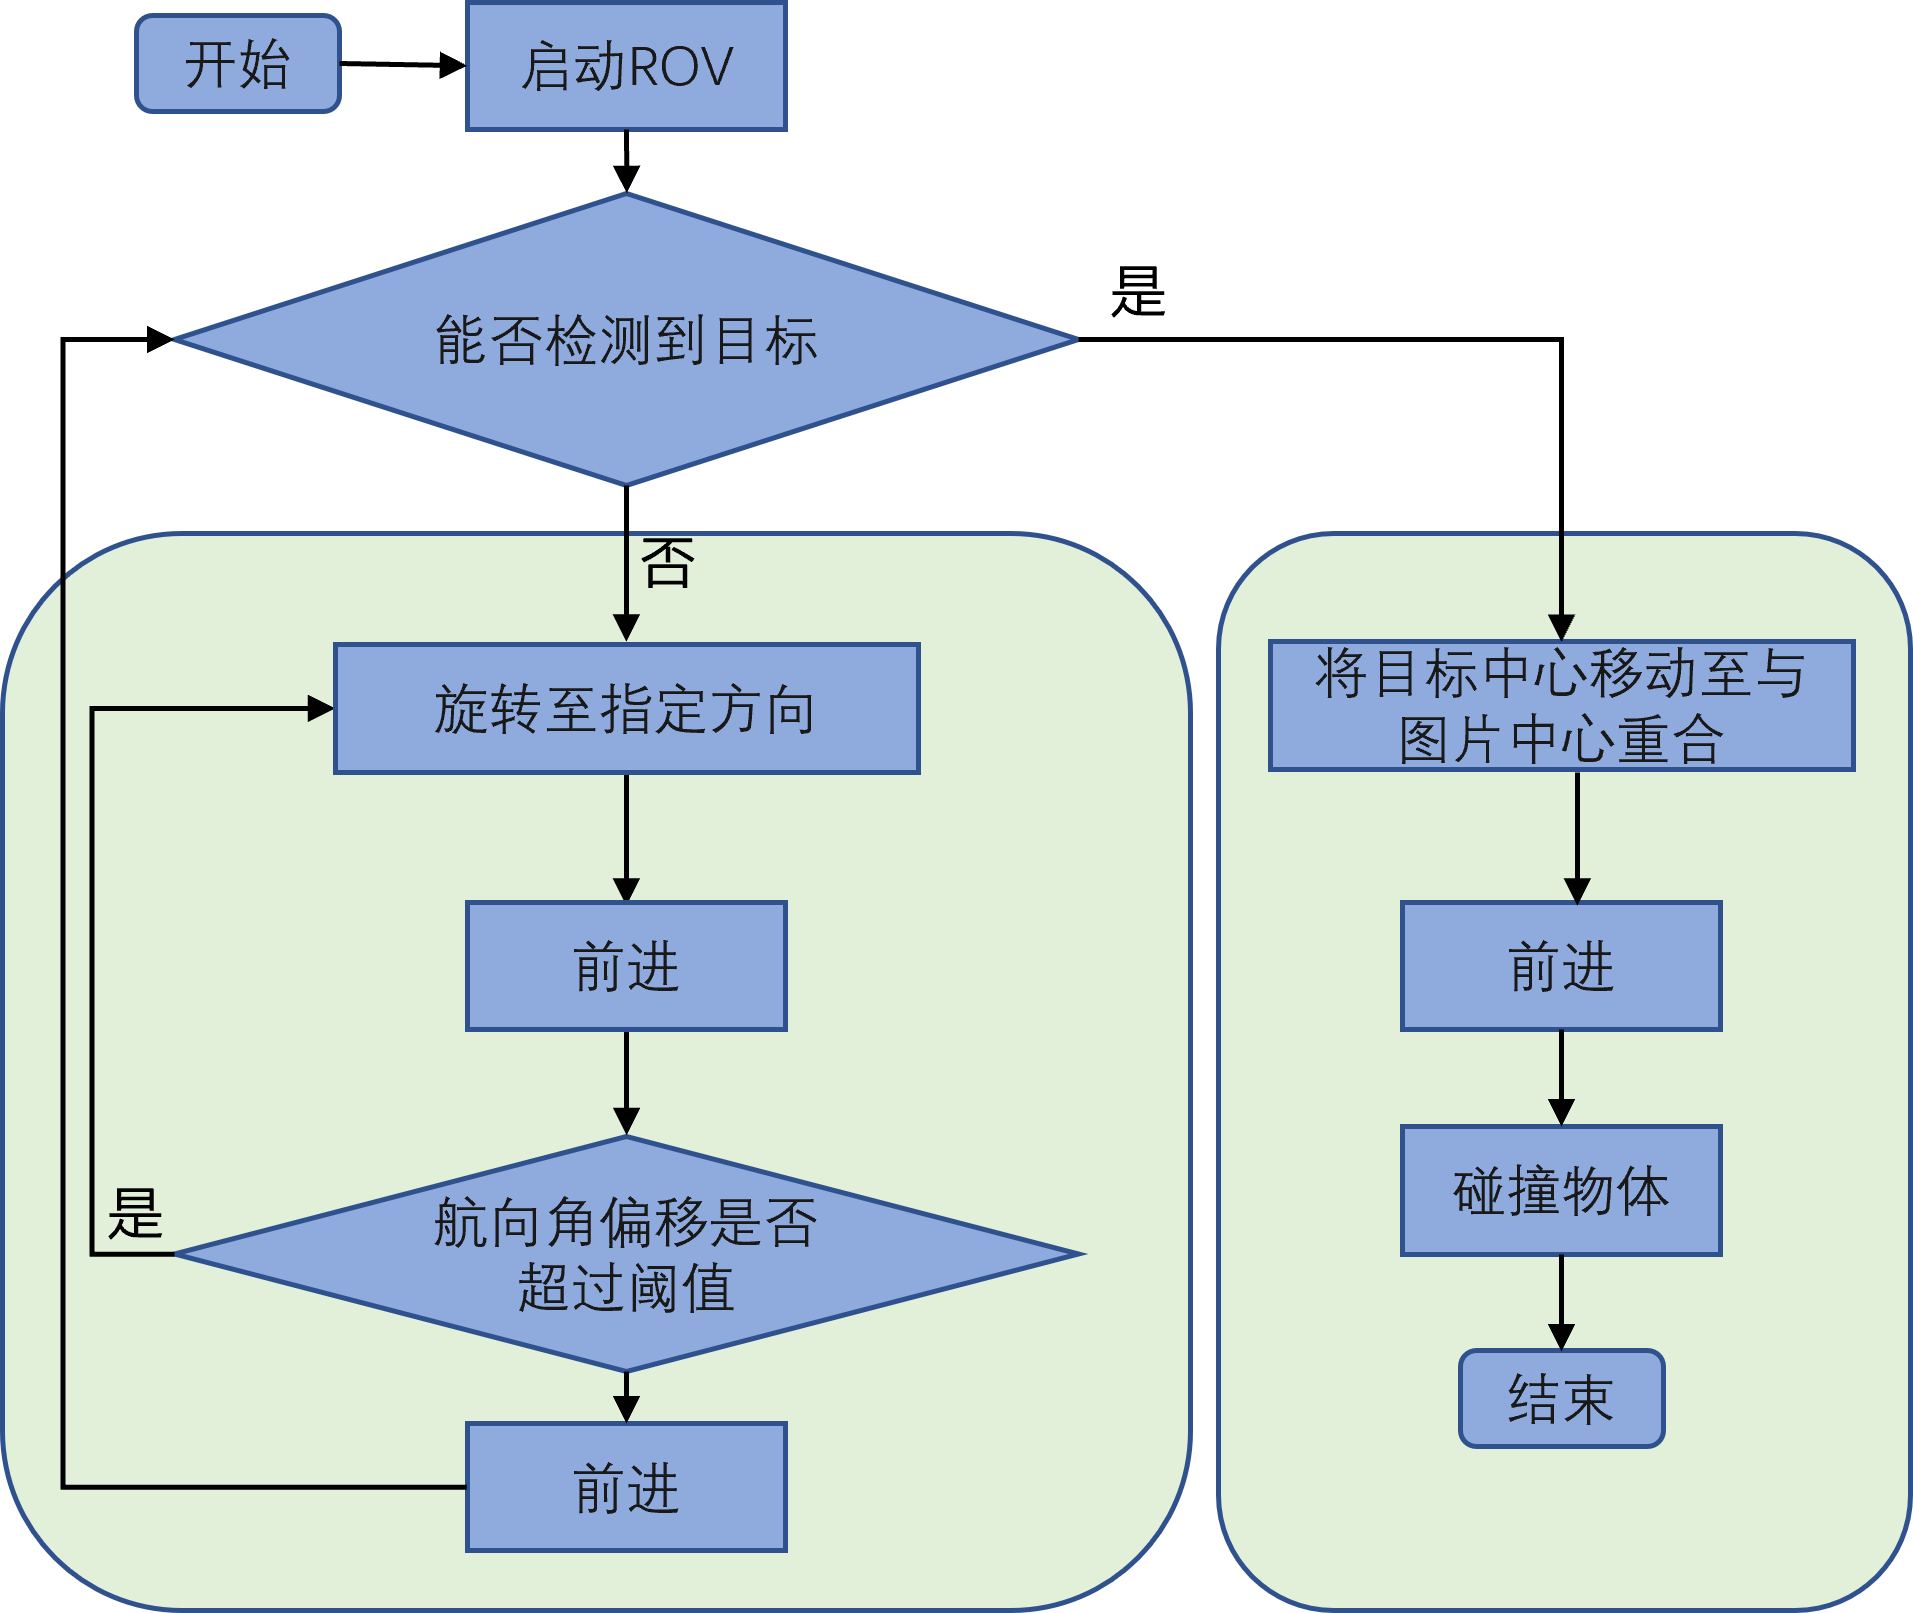 开始
启动ROV
能否检测到目标
是
否
旋转至指定方向
前进
航向角偏移是否
超过阈值
是
前进
将目标中心移动至与
图片中心重合
前进
碰撞物体
结束